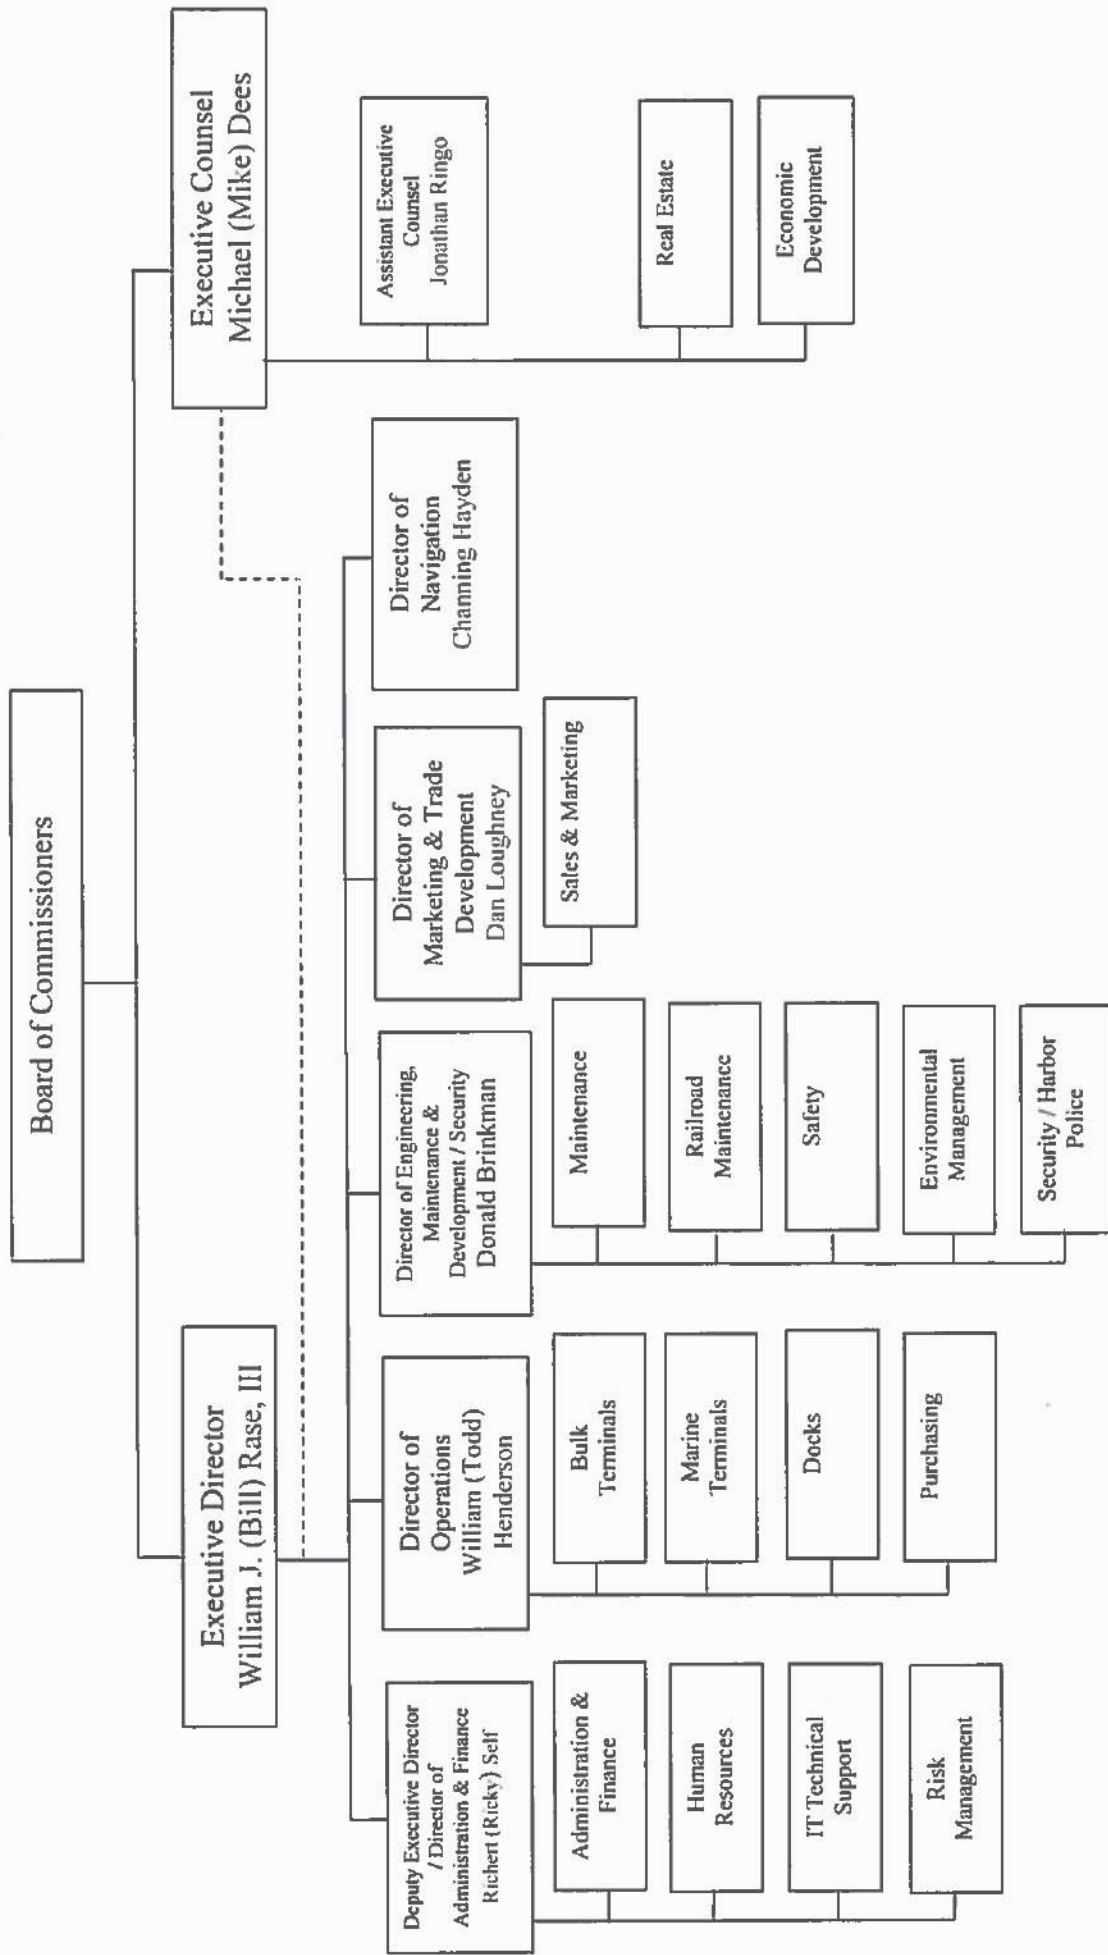 Board of Commissioners
Executive Director
William J. (Bill) Rase, III
Executive Counsel
Michael (Mike) Dees
Deputy Executive Director
/ Director of
Administration & Finance
Richert (Ricky) Self
Administration &
Finance
Human
Resources
IT Technical
Support
Risk
Management
Director of
Operations
William (Todd)
Henderson
Bulk
Terminals
Marine
Terminals
Docks
Purchasing
Director of Engineering,
Maintenance &
Development / Security
Donald Brinkman
Maintenance
Railroad
Maintenance
Safety
Environmental
Management
Security / Harbor
Police
Director of
Marketing & Trade
Development
Dan Loughney
Sales & Marketing
Director of
Navigation
Channing Hayden
Assistant Executive
Counsel
Jonathan Ringo
Real Estate
Economic
Development